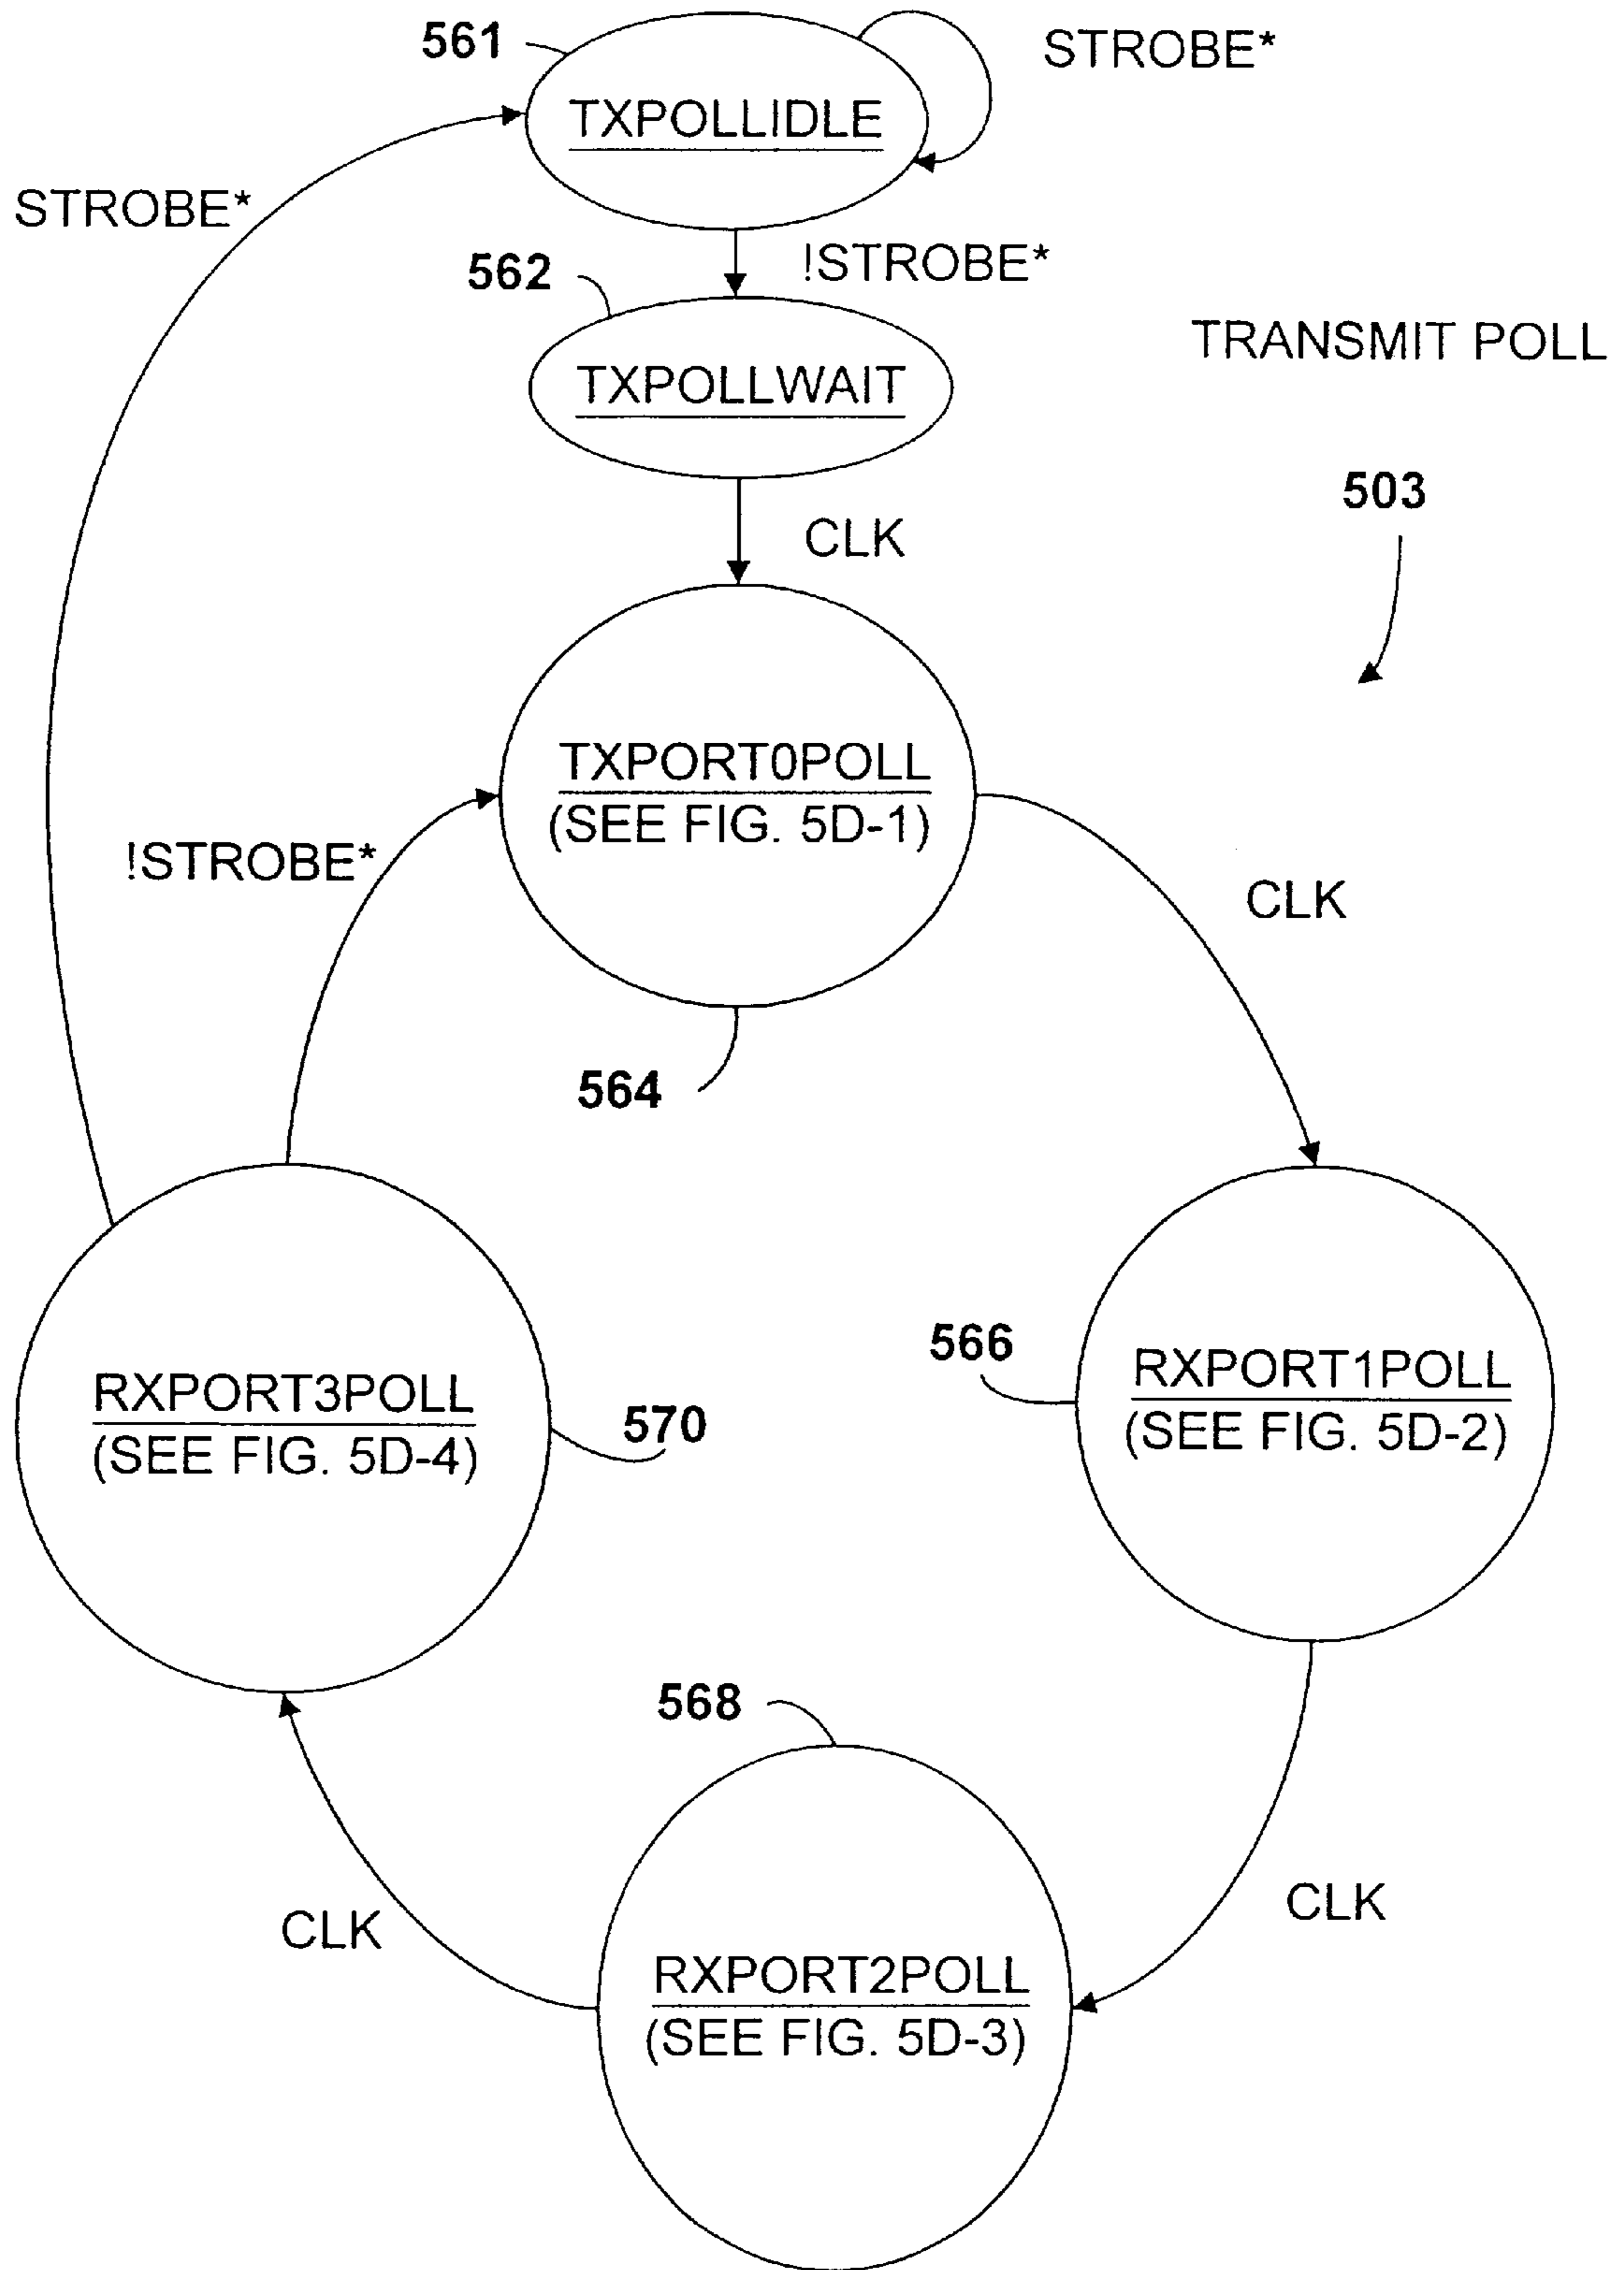 561
STROBE*
TXPOLLIDLE
STROBE*
!STROBE*
562
TRANSMIT POLL
TXPOLLWAIT
503
CLK
TXPORT0POLL
(SEE FIG. 5D-1)
!STROBE*
CLK
564
566
RXPORT1POLL
(SEE FIG. 5D-2)
RXPORT3POLL
(SEE FIG. 5D-4)
570
568
CLK
CLK
RXPORT2POLL
(SEE FIG. 5D-3)